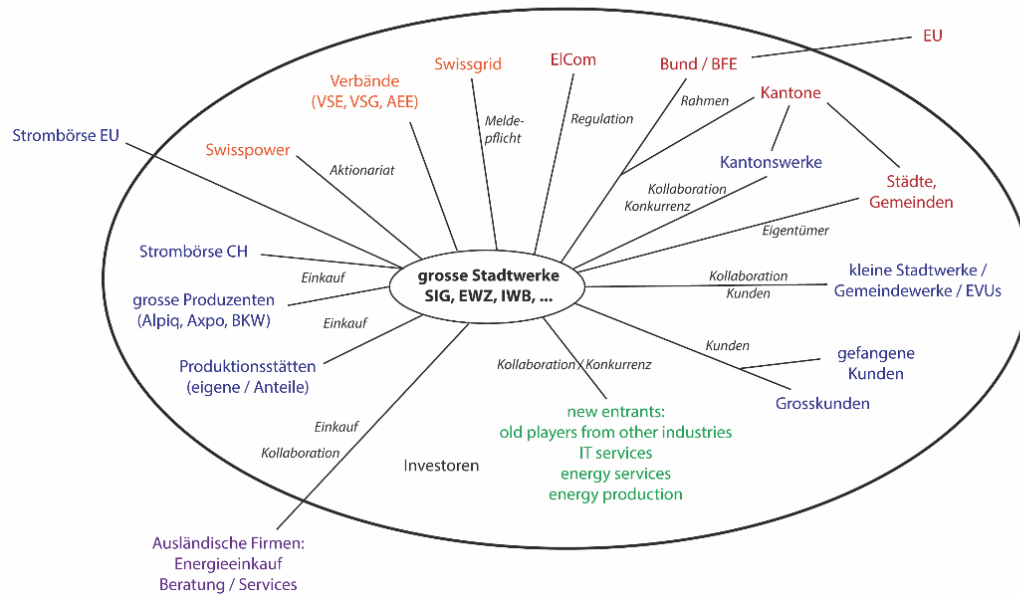 EU
Swissgrid
ElCom
Bund / BFE
Verbände
(VSE, VSG, AEE)
Kantone
Rahmen
Melde-
pflicht
Regulation
Strombörse EU
Swisspower
Aktionariat
Kantonswerke
Kollaboration
Konkurrenz
Städte,
Gemeinden
Eigentümer
Strombörse CH
Einkauf
grosse Stadtwerke
SIG, EWZ, IWB, ...
Kollaboration
Kunden
kleine Stadtwerke /
Gemeindewerke / EVUs
grosse Produzenten
(Alpiq, Axpo, BKW)
Einkauf
Produktionsstätten
(eigene / Anteile)
Kollaboration / Konkurrenz
Kunden
gefangene
Kunden
Grosskunden
new entrants:
old players from other industries
IT services
energy services
energy production
Einkauf
Kollaboration
Investoren
Ausländische Firmen:
Energieeinkauf
Beratung / Services